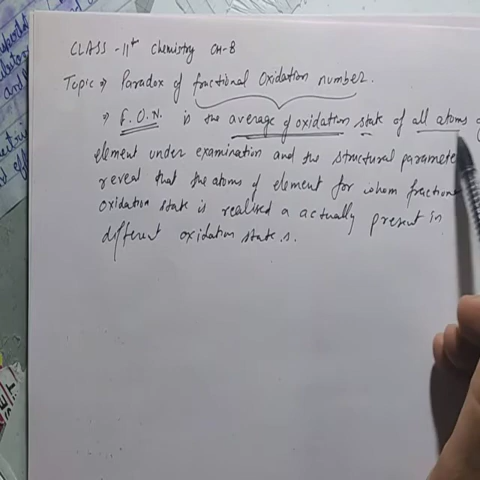 CLASS - 11th Chemistry CH-8
Topic ⇒ Paradox of fractional Oxidation number.
⇒ F.O.N. is the average of oxidation state of all atoms of
element under examination and the structural paramete
reveal that the atoms of element for whom fraction
oxidation state is realised a actually present in
different oxidation state.s.